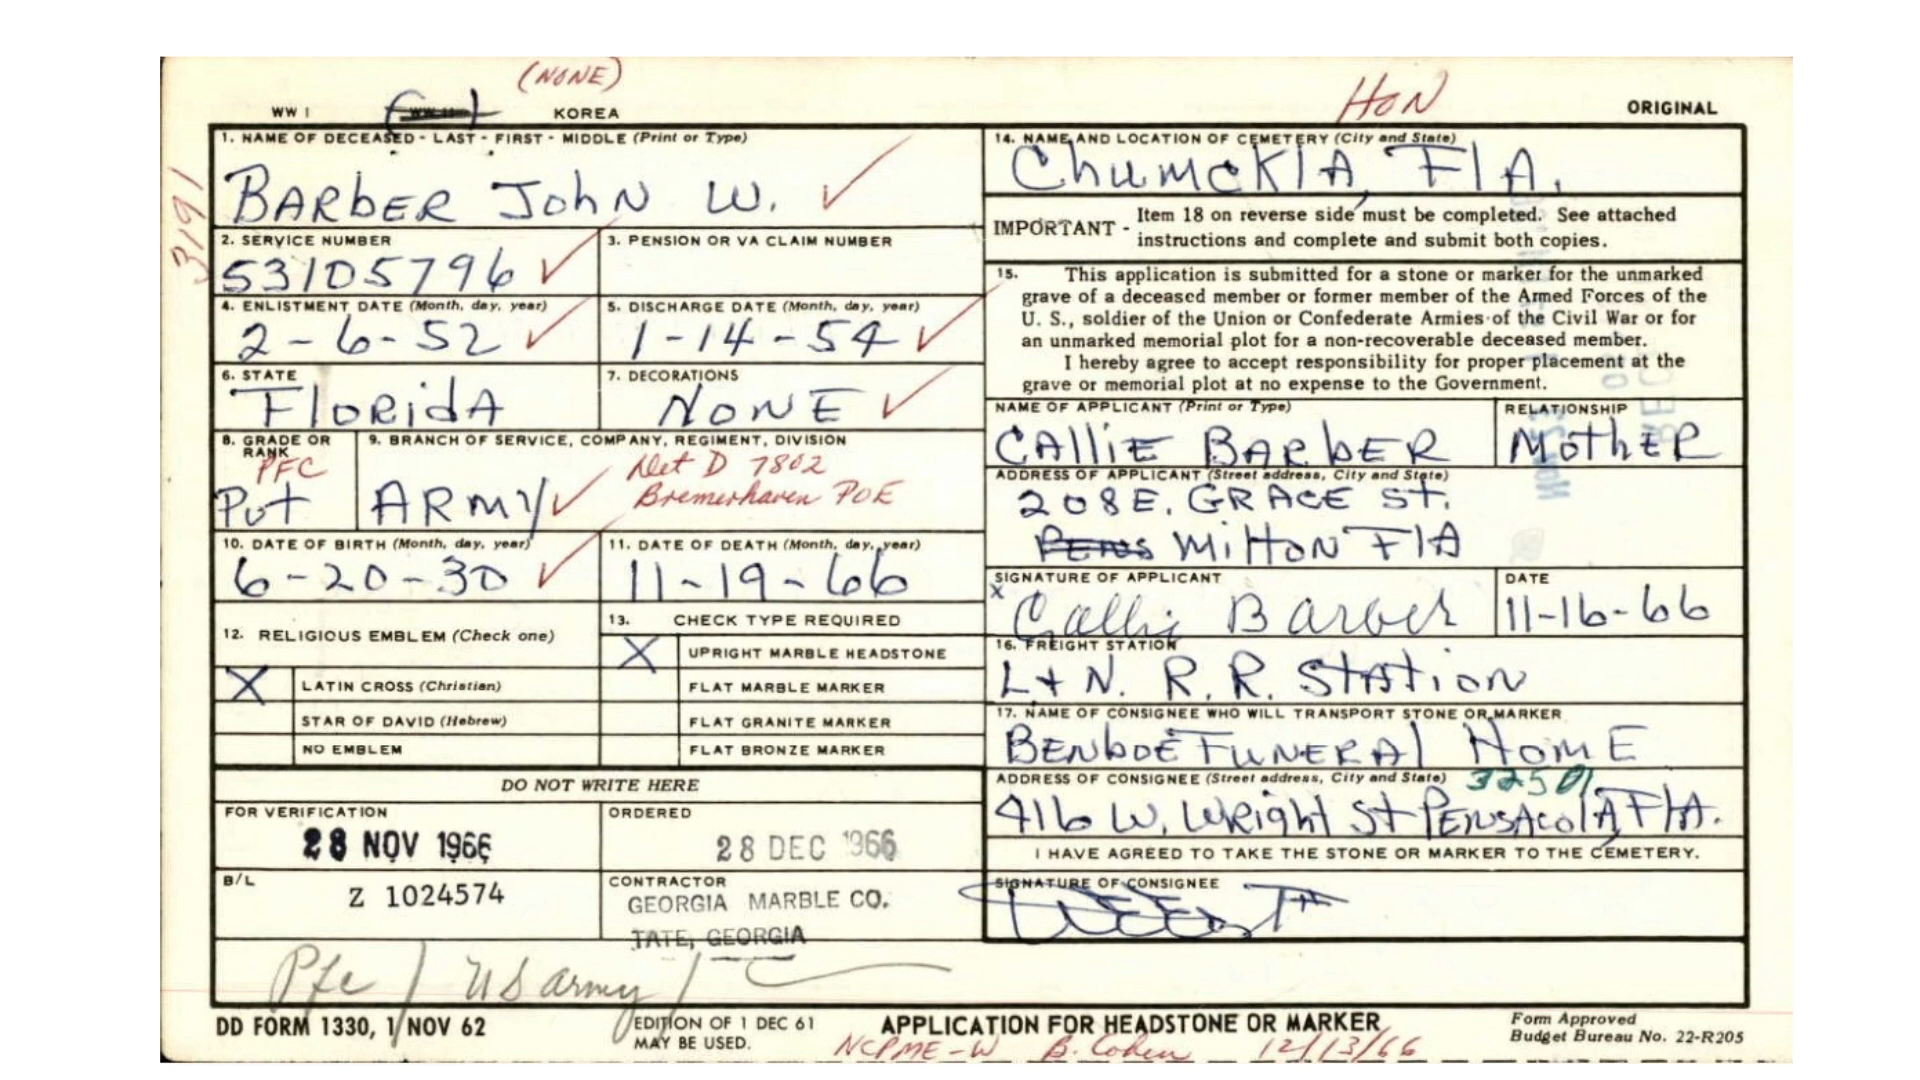 (NONE)
HON
WW I KOREA
ORIGINAL
3191
1. NAME OF DECEASED - LAST - FIRST - MIDDLE (Print or Type)
BARBER JOHN W.
2. SERVICE NUMBER
53105796
3. PENSION OR VA CLAIM NUMBER
4. ENLISTMENT DATE (Month, day, year)
2-6-52
5. DISCHARGE DATE (Month, day, year)
1-14-54
6. STATE
FloRidA
7. DECORATIONS
NONE
8. GRADE OR
RANK
PFC
Pvt
9. BRANCH OF SERVICE, COMPANY, REGIMENT, DIVISION
ARMY
Det D 7802
Bremerhaven POE
10. DATE OF BIRTH (Month, day, year)
6-20-30
11. DATE OF DEATH (Month, day, year)
11-19-66
12. RELIGIOUS EMBLEM (Check one)
X LATIN CROSS (Christian)
STAR OF DAVID (Hebrew)
NO EMBLEM
13. CHECK TYPE REQUIRED
X UPRIGHT MARBLE HEADSTONE
FLAT MARBLE MARKER
FLAT GRANITE MARKER
FLAT BRONZE MARKER
DO NOT WRITE HERE
FOR VERIFICATION
28 NOV 1966
ORDERED
28 DEC 1966
B/L
Z 1024574
CONTRACTOR
GEORGIA MARBLE CO.
TATE, GEORGIA
Pfc / US army /
14. NAME AND LOCATION OF CEMETERY (City and State)
ChumcklA, FlA.
IMPORTANT - Item 18 on reverse side must be completed. See attached
instructions and complete and submit both copies.
15. This application is submitted for a stone or marker for the unmarked
grave of a deceased member or former member of the Armed Forces of the
U. S., soldier of the Union or Confederate Armies of the Civil War or for
an unmarked memorial plot for a non-recoverable deceased member.
I hereby agree to accept responsibility for proper placement at the
grave or memorial plot at no expense to the Government.
NAME OF APPLICANT (Print or Type)
CAlliE BARBER
RELATIONSHIP
MothER
ADDRESS OF APPLICANT (Street address, City and State)
208 E. GRACE St.
Milton FlA
SIGNATURE OF APPLICANT
x Callie Barber
DATE
11-16-66
16. FREIGHT STATION
L+N. R.R. Station
17. NAME OF CONSIGNEE WHO WILL TRANSPORT STONE OR MARKER
BENboE FUNERAl HomE
ADDRESS OF CONSIGNEE (Street address, City and State)
32501
416 W. WRight St PENSAcolA, FlA.
I HAVE AGREED TO TAKE THE STONE OR MARKER TO THE CEMETERY.
SIGNATURE OF CONSIGNEE
DD FORM 1330, 1 NOV 62
EDITION OF 1 DEC 61
MAY BE USED.
APPLICATION FOR HEADSTONE OR MARKER
Form Approved
Budget Bureau No. 22-R205
NCPME-W B. Cohen 12/13/66